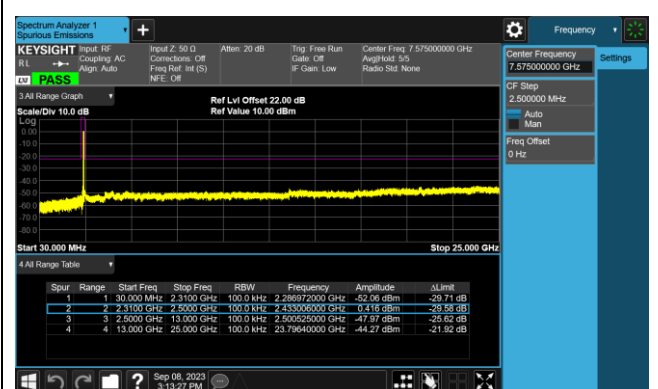 Spectrum Analyzer 1
Spurious Emissions
Frequency
KEYSIGHT
RL
LXI
PASS
Input: RF
Coupling: AC
Align: Auto
Input Z: 50 Ω
Corrections: Off
Freq Ref: Int (S)
NFE: Off
Atten: 20 dB
Trig: Free Run
Gate: Off
IF Gain: Low
Center Freq: 7.575000000 GHz
Avg|Hold: 5/5
Radio Std: None
Center Frequency
7.575000000 GHz
Settings
CF Step
2.500000 MHz
Auto
Man
Freq Offset
0 Hz
3 All Range Graph
Scale/Div 10.0 dB
Ref Lvl Offset 22.00 dB
Ref Value 10.00 dBm
Log
0.00
-10.0
-20.0
-30.0
-40.0
-50.0
-60.0
-70.0
-80.0
Start 30.000 MHz
Stop 25.000 GHz
4 All Range Table
Spur Range Start Freq Stop Freq RBW Frequency Amplitude ΔLimit
1 1 30.000 MHz 2.3100 GHz 100.0 kHz 2.286972000 GHz -52.06 dBm -29.71 dB
2 2 2.3100 GHz 2.5000 GHz 100.0 kHz 2.433006000 GHz 0.416 dBm -29.58 dB
3 3 2.5000 GHz 13.000 GHz 100.0 kHz 2.500525000 GHz -47.97 dBm -25.62 dB
4 4 13.000 GHz 25.000 GHz 100.0 kHz 23.79640000 GHz -44.27 dBm -21.92 dB
?
Sep 08, 2023
3:13:27 PM